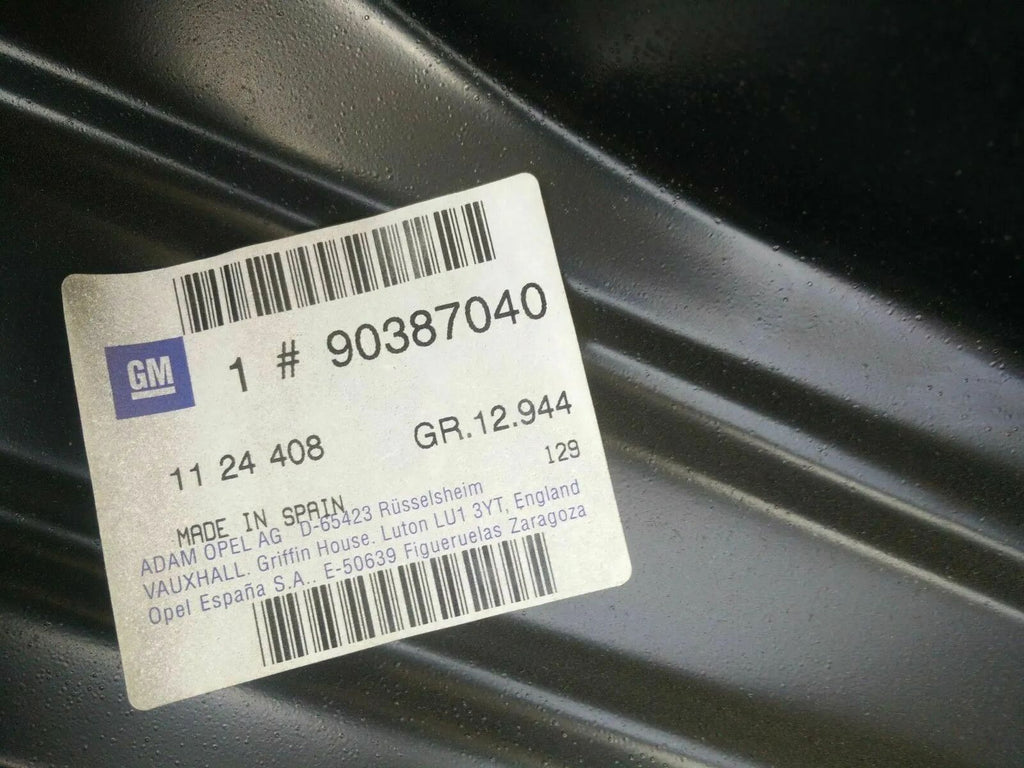 GM
1 # 90387040
11 24 408 GR.12.944
129
MADE IN SPAIN
ADAM OPEL AG D-65423 Rüsselsheim
VAUXHALL. Griffin House. Luton LU1 3YT, England
Opel España S.A.. E-50639 Figueruelas Zaragoza